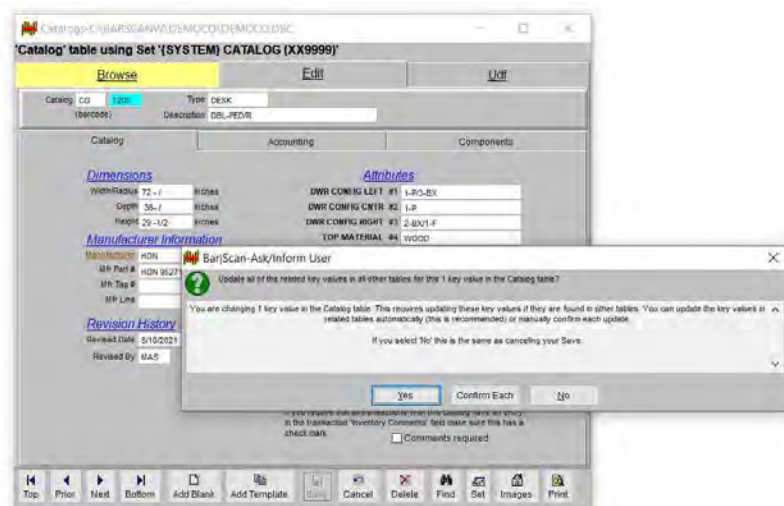 Catalogs-C:\BARSCANW\DEMOCO\DEMOCO.DBC
'Catalog' table using Set '{SYSTEM} CATALOG (XX9999)'
Browse Edit Udf
Catalog CG 1200 Type DESK
(barcode) Description DBL-PED/R
Catalog Accounting Components
Dimensions Attributes
Width/Radius 72 - / Inches DWR CONFIG LEFT #1
Depth 36- / Inches DWR CONFIG CNTR #2 1-P
Height 29 -1/2 Inches DWR CONFIG RIGHT #3 2-BX/1-F
Manufacturer Information TOP MATERIAL #4 WOOD
Manufacturer HON
Mfr Part # HON
Mfr Tag #
Mfr Line
Revision History
Revised Date 8/10/2021
Revised By MAS
Bar|Scan-Ask/Inform User
Update all of the related key values in all other tables for this 1 key value in the Catalog table?
You are changing 1 key value in the Catalog table. This requires updating these key values if they are found in other tables. You can update the key values in
related tables automatically (this is recommended) or manually confirm each update.
If you select 'No' this is the same as canceling your Save.
Yes Confirm Each No
in the transaction 'Inventory Comments' field make sure this has a
check mark
Comments required
Top Prior Next Bottom Add Blank Add Template Save Cancel Delete Find Set Images Print